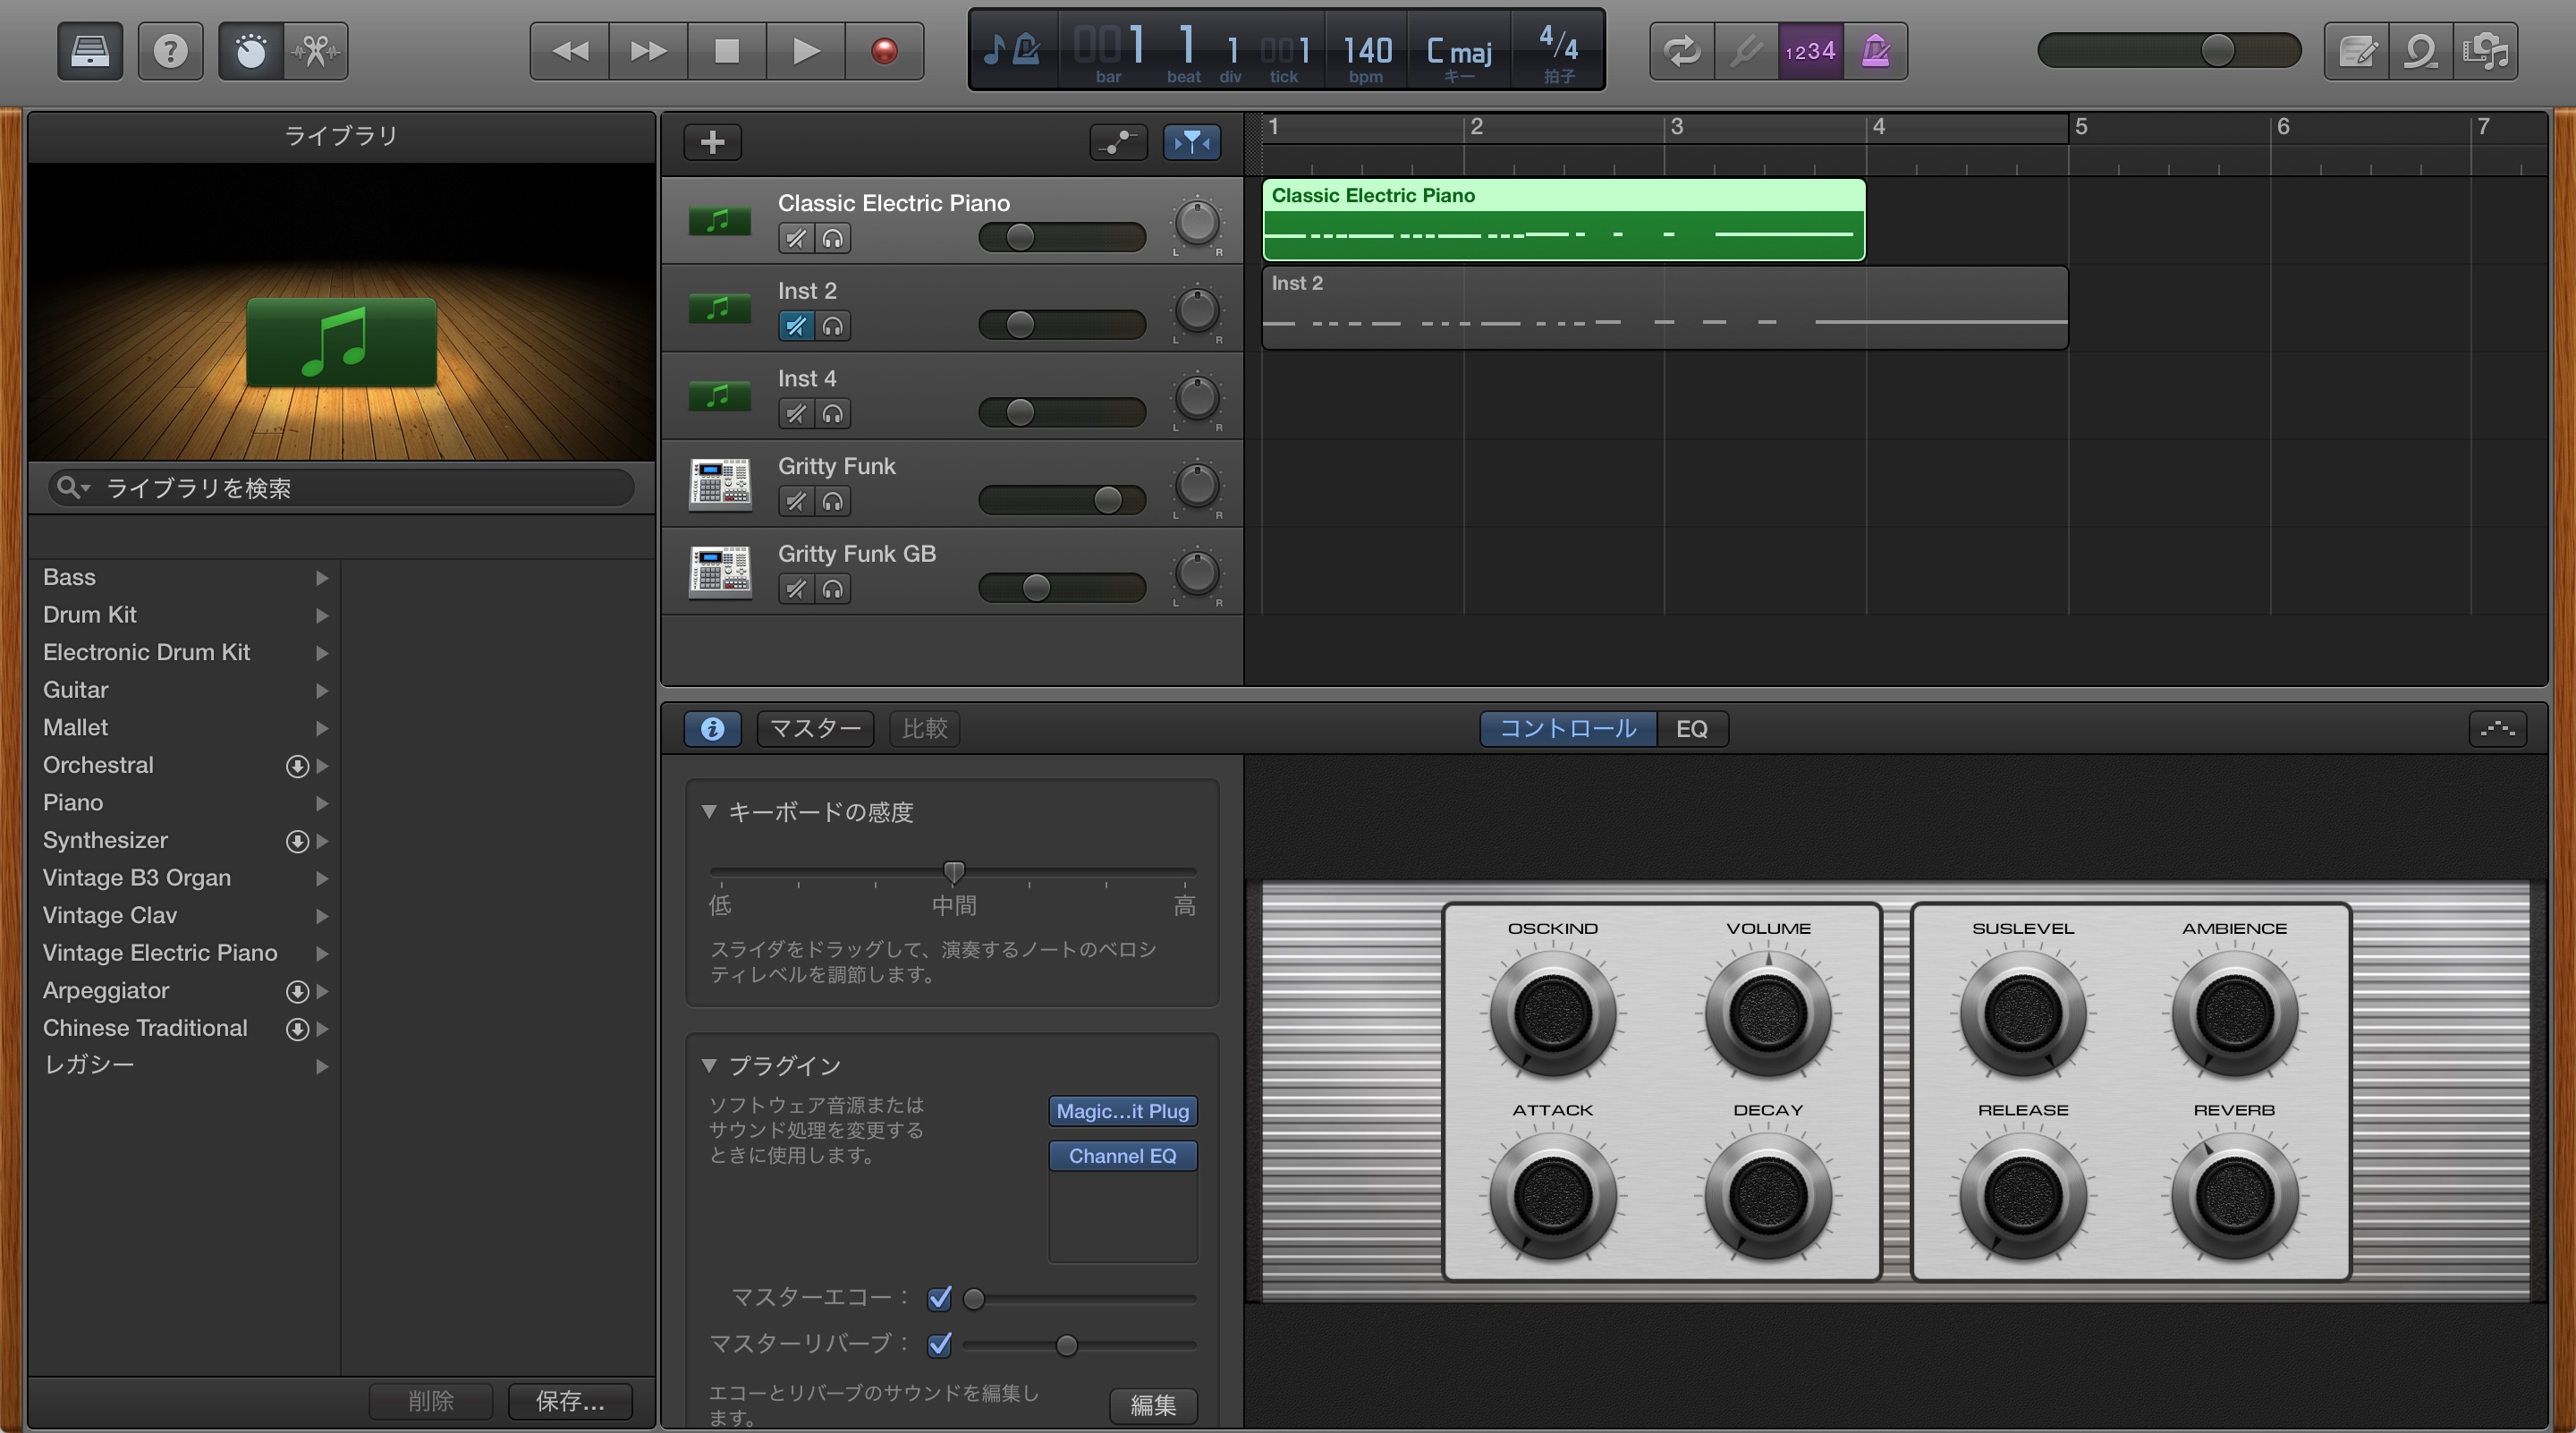 001 1 1 001 140 C maj 4/4
bar beat div tick bpm キー 拍子
1234
ライブラリ
ライブラリを検索
Bass
Drum Kit
Electronic Drum Kit
Guitar
Mallet
Orchestral
Piano
Synthesizer
Vintage B3 Organ
Vintage Clav
Vintage Electric Piano
Arpeggiator
Chinese Traditional
レガシー
削除 保存...
1 2 3 4 5 6 7
Classic Electric Piano
L R
Inst 2
L R
Inst 4
L R
Gritty Funk
L R
Gritty Funk GB
L R
Classic Electric Piano
Inst 2
マスター 比較 コントロール EQ
キーボードの感度
低 中間 高
スライダをドラッグして、演奏するノートのベロシ
ティレベルを調節します。
プラグイン
ソフトウェア音源または
サウンド処理を変更する
ときに使用します。
Magic...it Plug
Channel EQ
マスターエコー：
マスターリバーブ：
エコーとリバーブのサウンドを編集し
ます。
編集
OSCKIND VOLUME SUSLEVEL AMBIENCE
ATTACK DECAY RELEASE REVERB